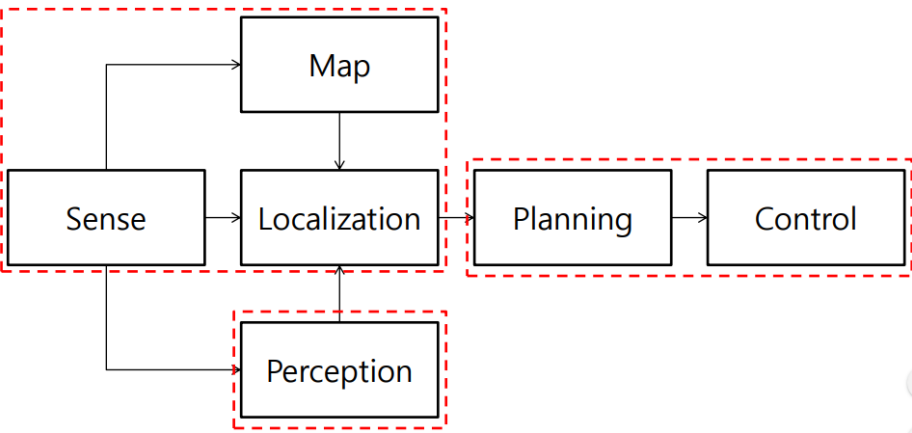 Map
Sense
Localization
Planning
Control
Perception